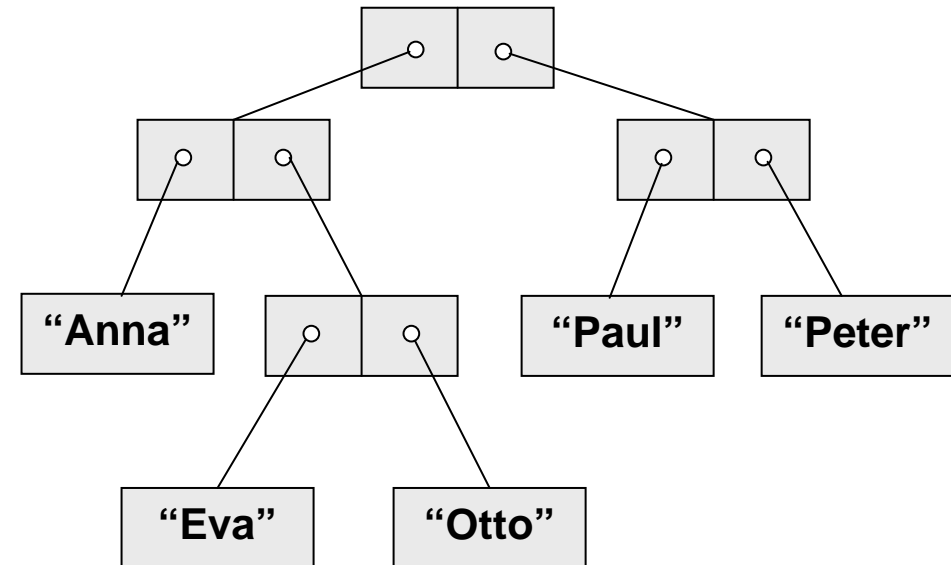 “Anna”
“Paul”
“Peter”
“Eva”
“Otto”